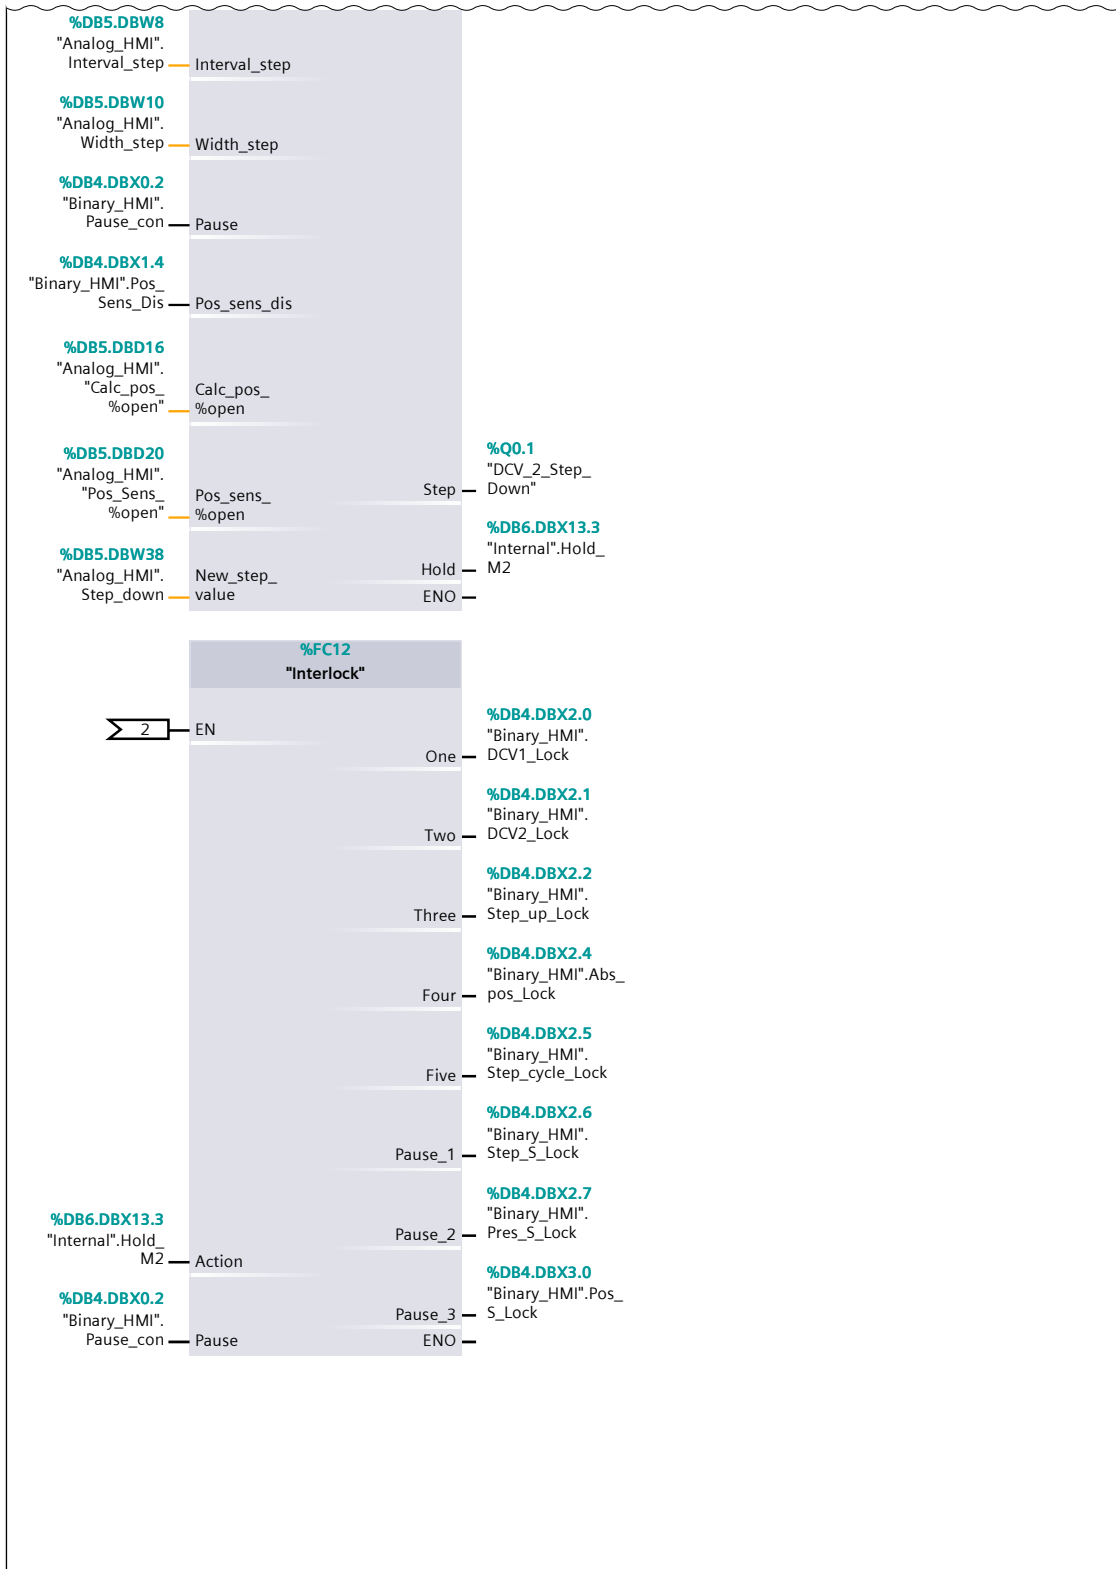 %DB5.DBW8
"Analog_HMI".
Interval_step
Interval_step
%DB5.DBW10
"Analog_HMI".
Width_step
Width_step
%DB4.DBX0.2
"Binary_HMI".
Pause_con
Pause
%DB4.DBX1.4
"Binary_HMI".Pos_
Sens_Dis
Pos_sens_dis
%DB5.DBD16
"Analog_HMI".
"Calc_pos_
%open"
Calc_pos_
%open
%DB5.DBD20
"Analog_HMI".
"Pos_Sens_
%open"
Pos_sens_
%open
%DB5.DBW38
"Analog_HMI".
Step_down
New_step_
value
Step
%Q0.1
"DCV_2_Step_
Down"
Hold
%DB6.DBX13.3
"Internal".Hold_
M2
ENO
%FC12
"Interlock"
2
EN
One
%DB4.DBX2.0
"Binary_HMI".
DCV1_Lock
Two
%DB4.DBX2.1
"Binary_HMI".
DCV2_Lock
Three
%DB4.DBX2.2
"Binary_HMI".
Step_up_Lock
Four
%DB4.DBX2.4
"Binary_HMI".Abs_
pos_Lock
Five
%DB4.DBX2.5
"Binary_HMI".
Step_cycle_Lock
Pause_1
%DB4.DBX2.6
"Binary_HMI".
Step_S_Lock
Pause_2
%DB4.DBX2.7
"Binary_HMI".
Pres_S_Lock
%DB6.DBX13.3
"Internal".Hold_
M2
Action
Pause_3
%DB4.DBX3.0
"Binary_HMI".Pos_
S_Lock
%DB4.DBX0.2
"Binary_HMI".
Pause_con
Pause
ENO